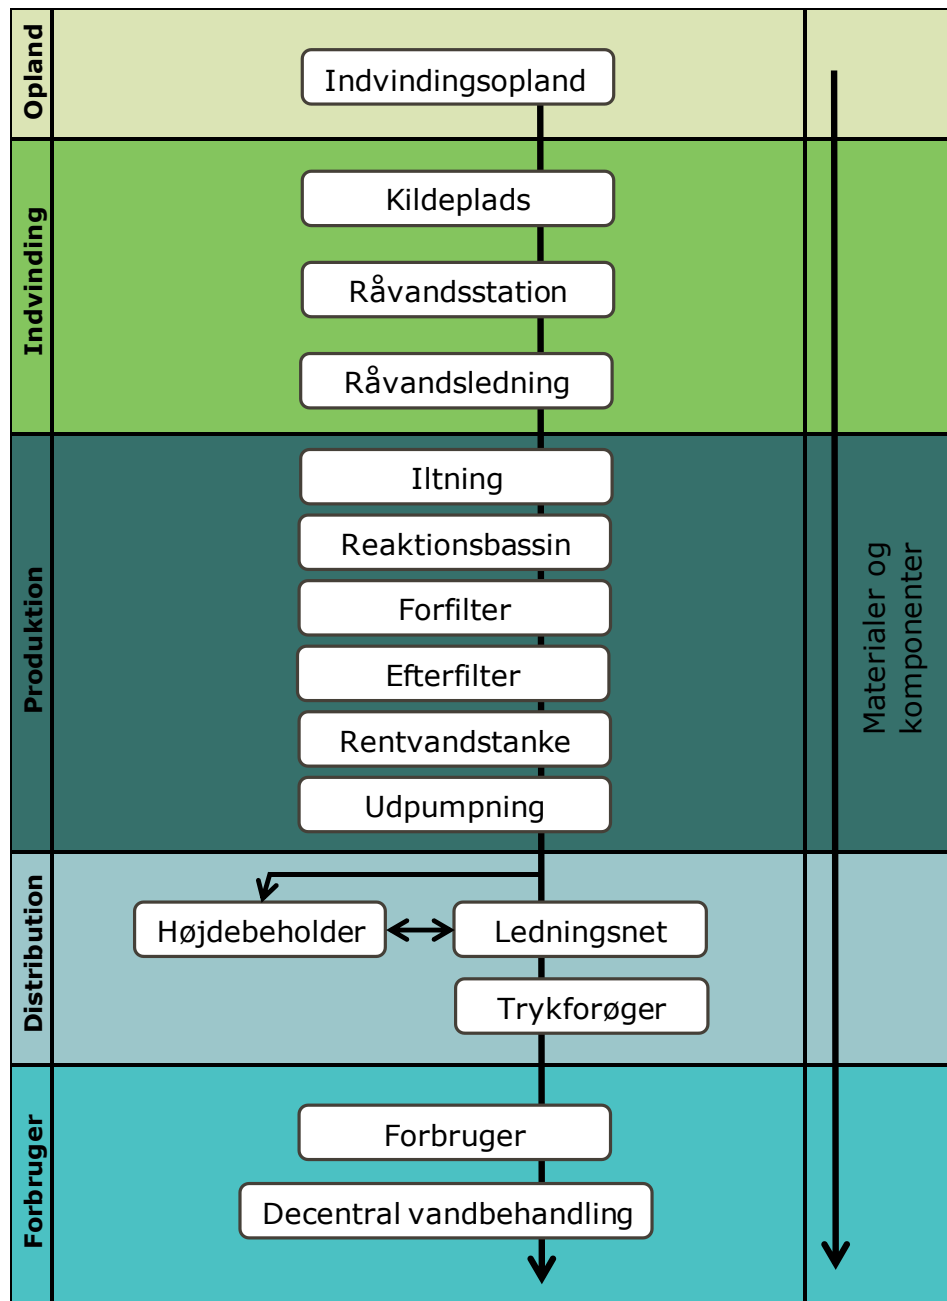 Opland
Indvindingsopland
Indvinding
Kildeplads
Råvandsstation
Råvandsledning
Produktion
Iltning
Reaktionsbassin
Forfilter
Efterfilter
Rentvandstanke
Udpumpning
Materialer og
komponenter
Distribution
Højdebeholder
Ledningsnet
Trykforøger
Forbruger
Forbruger
Decentral vandbehandling